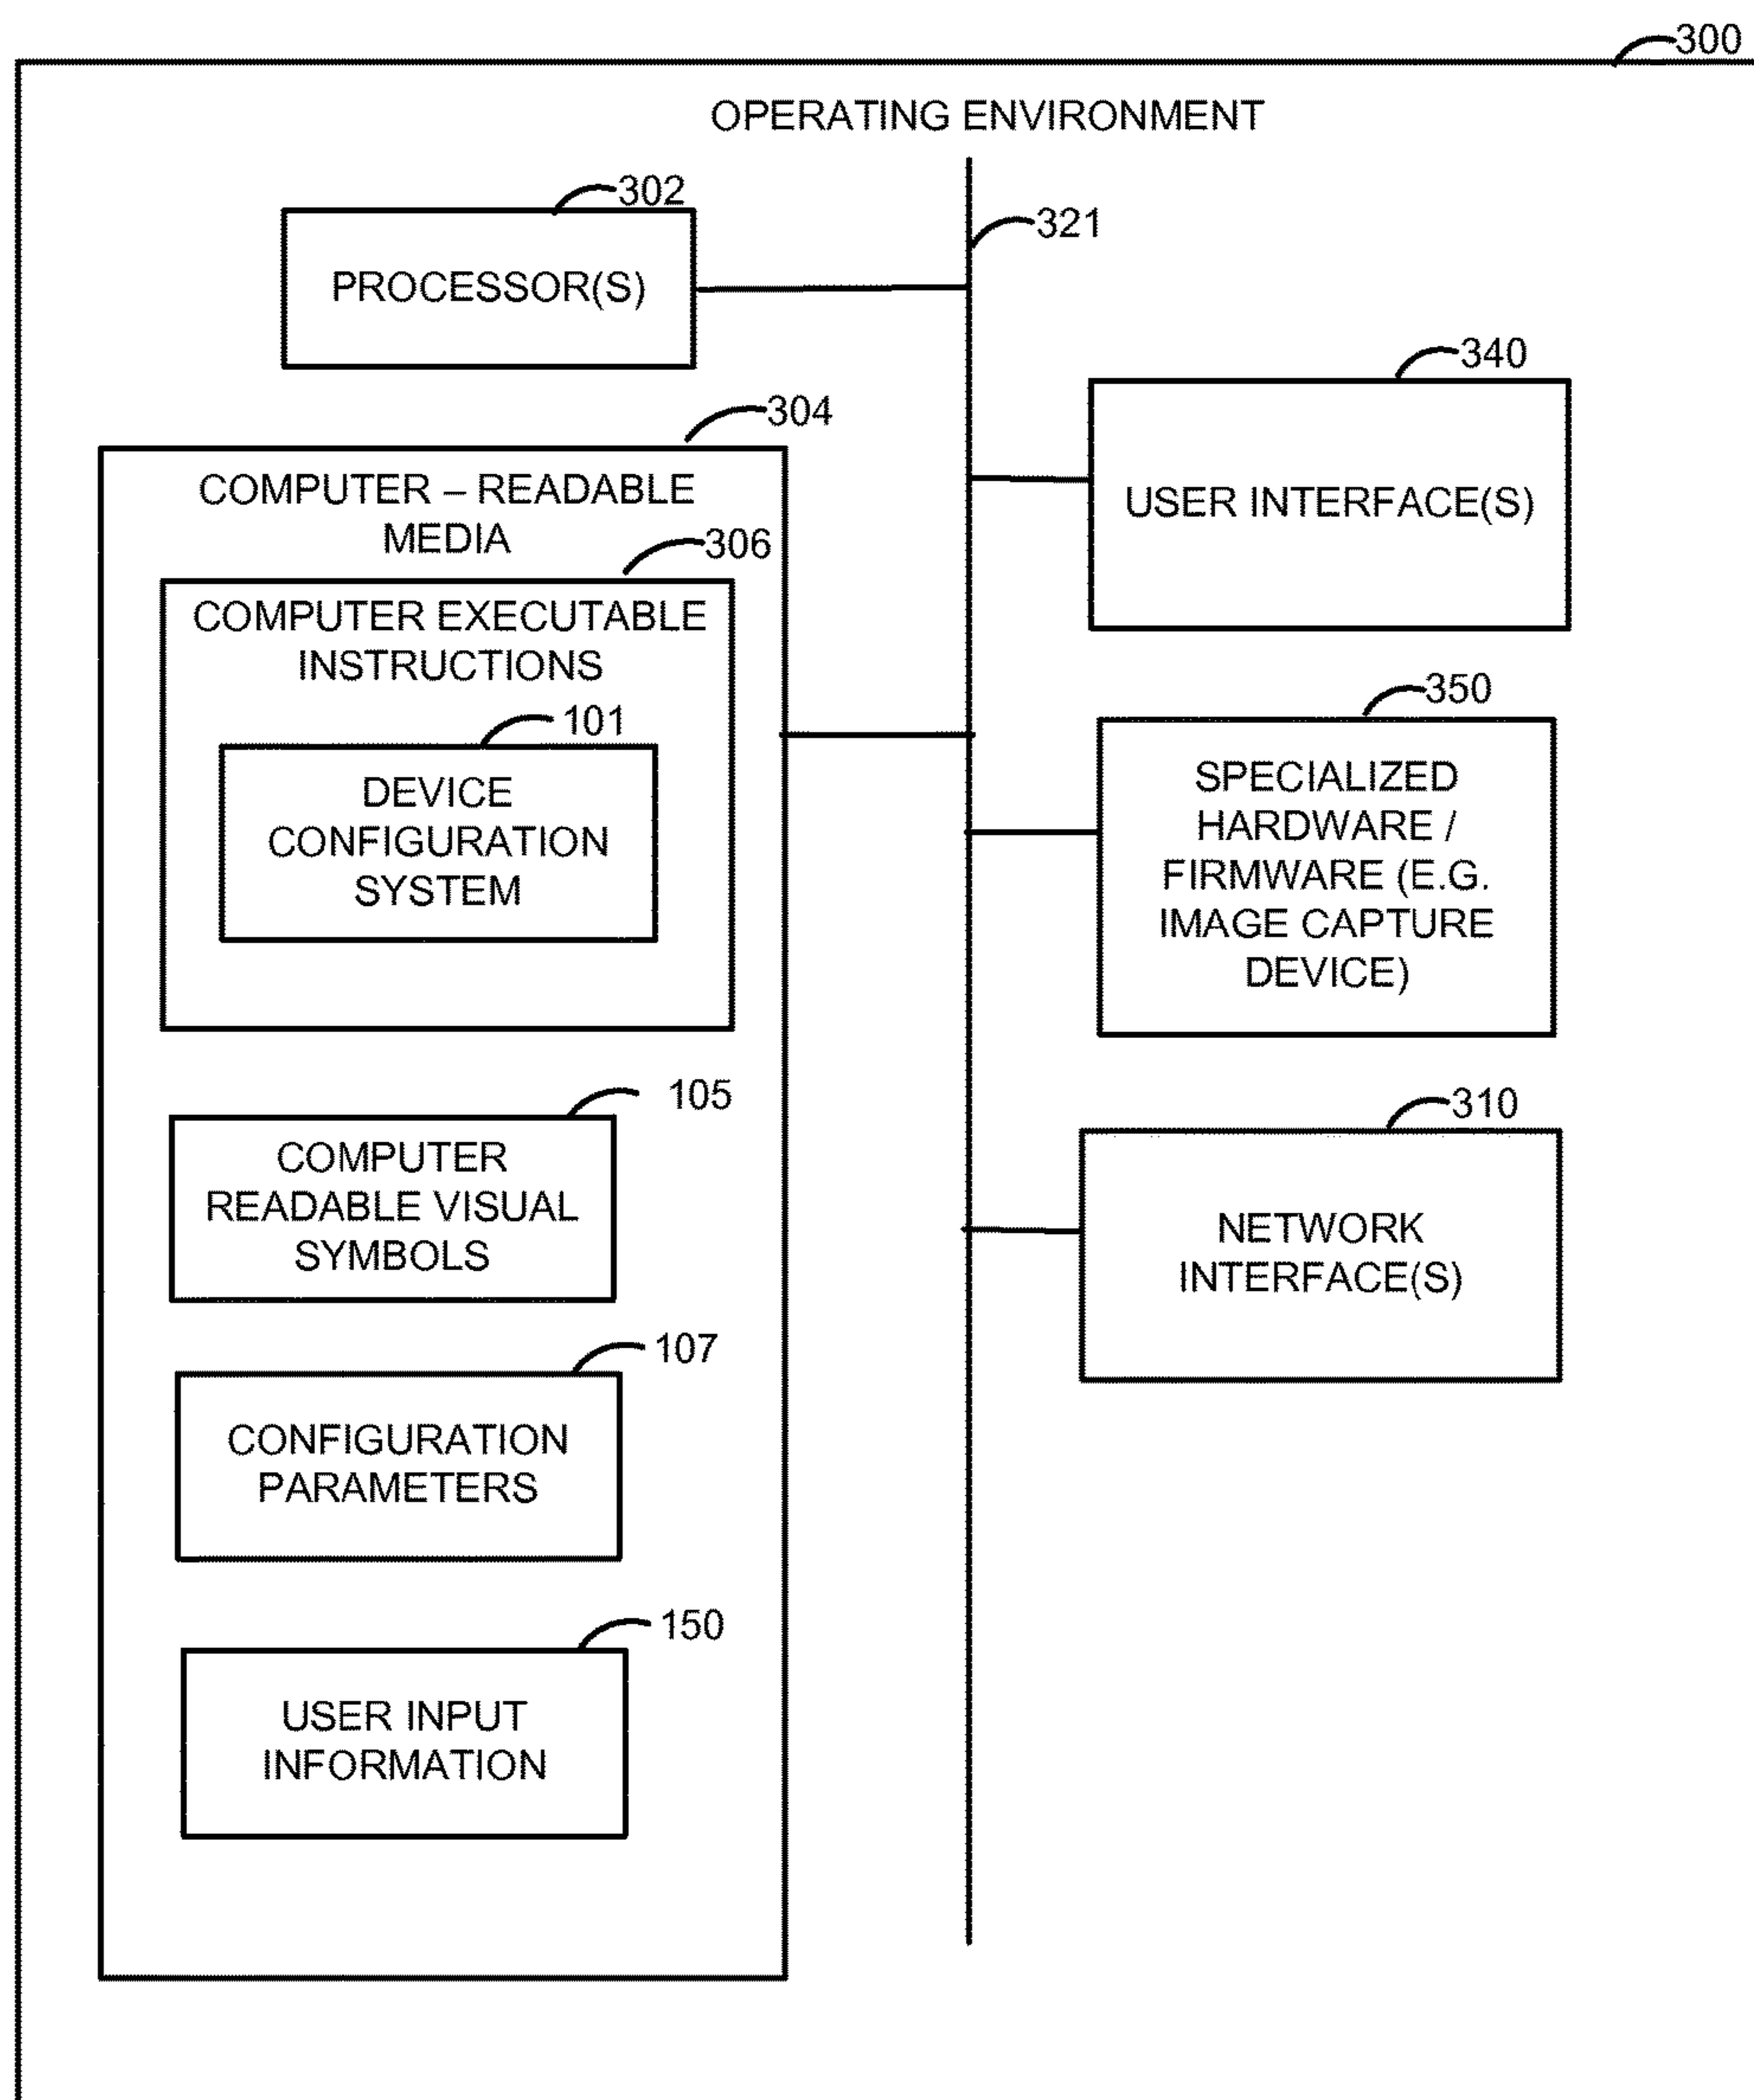 300
OPERATING ENVIRONMENT
302
321
PROCESSOR(S)
340
304
COMPUTER – READABLE
MEDIA
USER INTERFACE(S)
306
COMPUTER EXECUTABLE
INSTRUCTIONS
101
DEVICE
CONFIGURATION
SYSTEM
350
SPECIALIZED
HARDWARE /
FIRMWARE (E.G.
IMAGE CAPTURE
DEVICE)
105
COMPUTER
READABLE VISUAL
SYMBOLS
310
NETWORK
INTERFACE(S)
107
CONFIGURATION
PARAMETERS
150
USER INPUT
INFORMATION